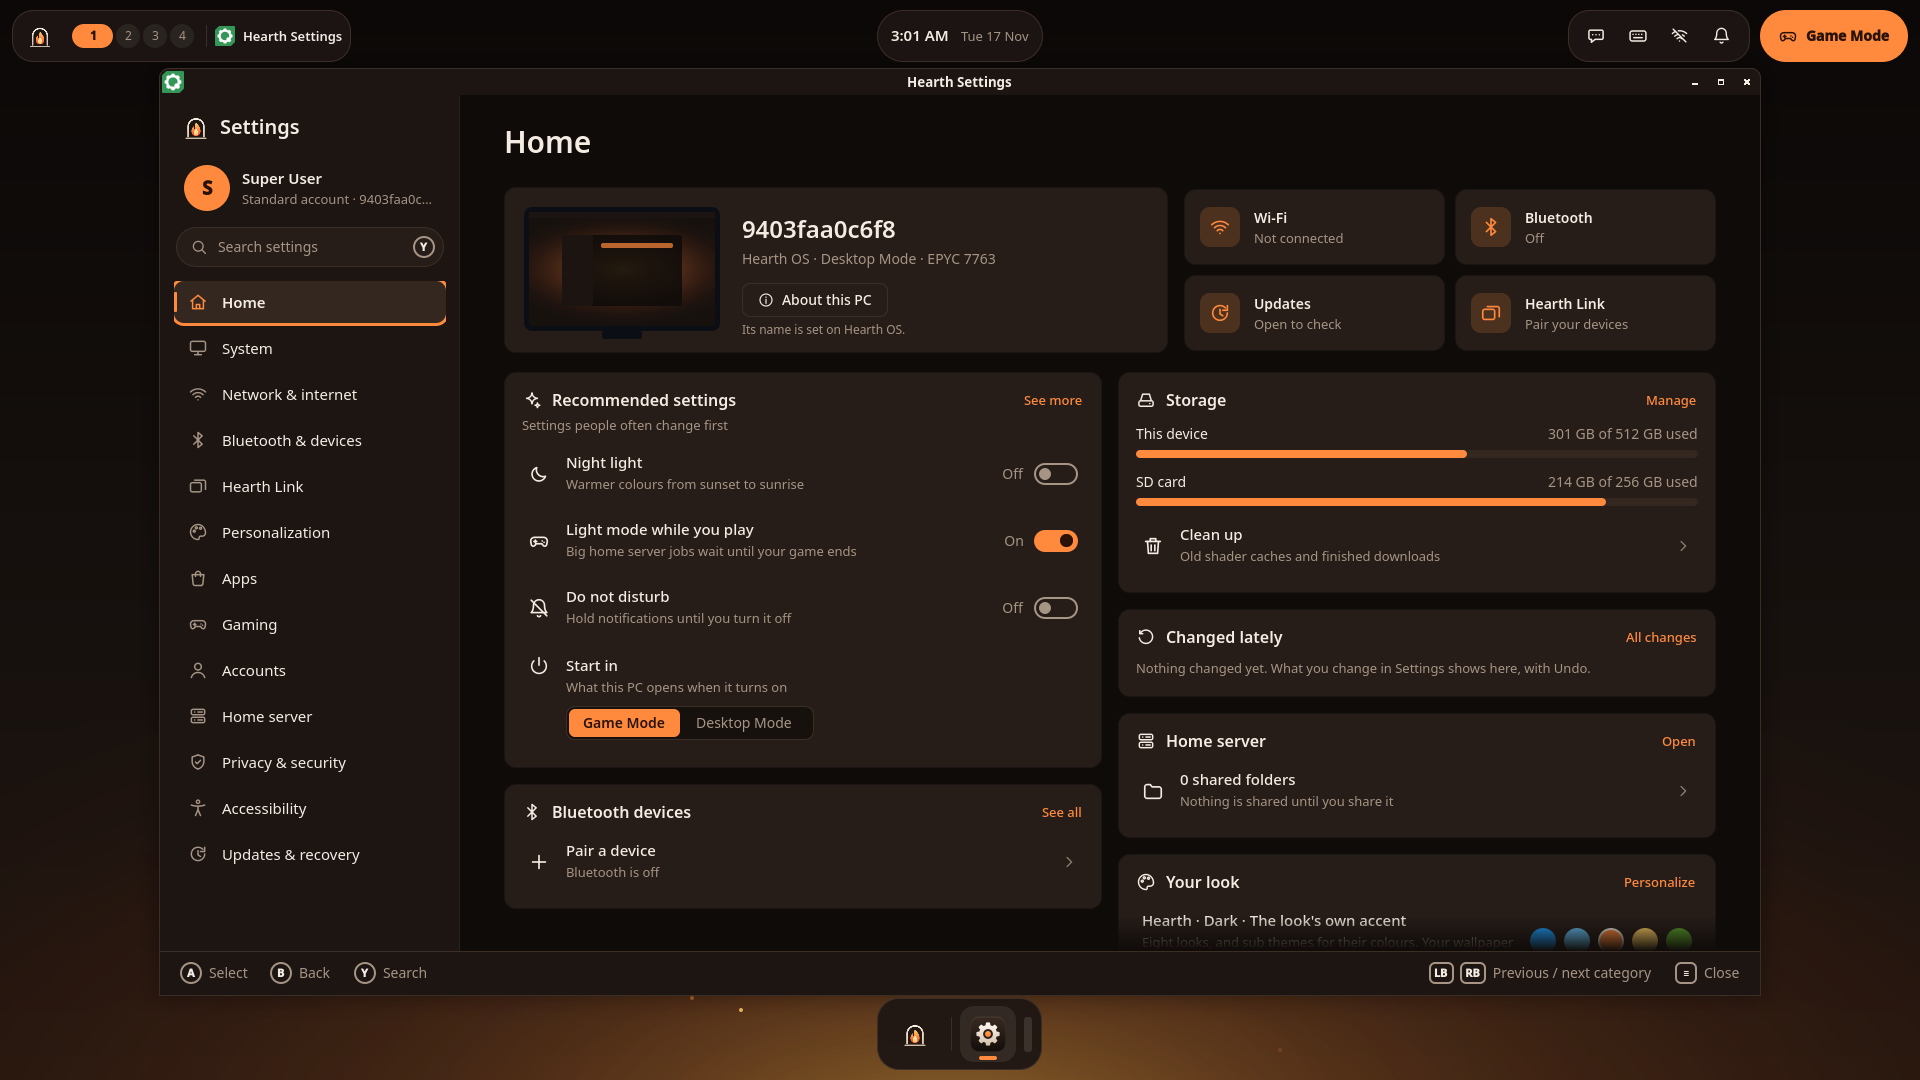 1 2 3 4 Hearth Settings
3:01 AM Tue 17 Nov
Game Mode
Hearth Settings
Settings
S
Super User
Standard account · 9403faa0c...
Search settings Y
Home
System
Network & internet
Bluetooth & devices
Hearth Link
Personalization
Apps
Gaming
Accounts
Home server
Privacy & security
Accessibility
Updates & recovery
Home
9403faa0c6f8
Hearth OS · Desktop Mode · EPYC 7763
About this PC
Its name is set on Hearth OS.
Wi-Fi
Not connected
Bluetooth
Off
Updates
Open to check
Hearth Link
Pair your devices
Recommended settings See more
Settings people often change first
Night light
Warmer colours from sunset to sunrise
Off
Light mode while you play
Big home server jobs wait until your game ends
On
Do not disturb
Hold notifications until you turn it off
Off
Start in
What this PC opens when it turns on
Game Mode Desktop Mode
Bluetooth devices See all
Pair a device
Bluetooth is off
Storage Manage
This device 301 GB of 512 GB used
SD card 214 GB of 256 GB used
Clean up
Old shader caches and finished downloads
Changed lately All changes
Nothing changed yet. What you change in Settings shows here, with Undo.
Home server Open
0 shared folders
Nothing is shared until you share it
Your look Personalize
Hearth · Dark · The look's own accent
Eight looks, and sub themes for their colours. Your wallpaper
A Select B Back Y Search
LB RB Previous / next category ≡ Close